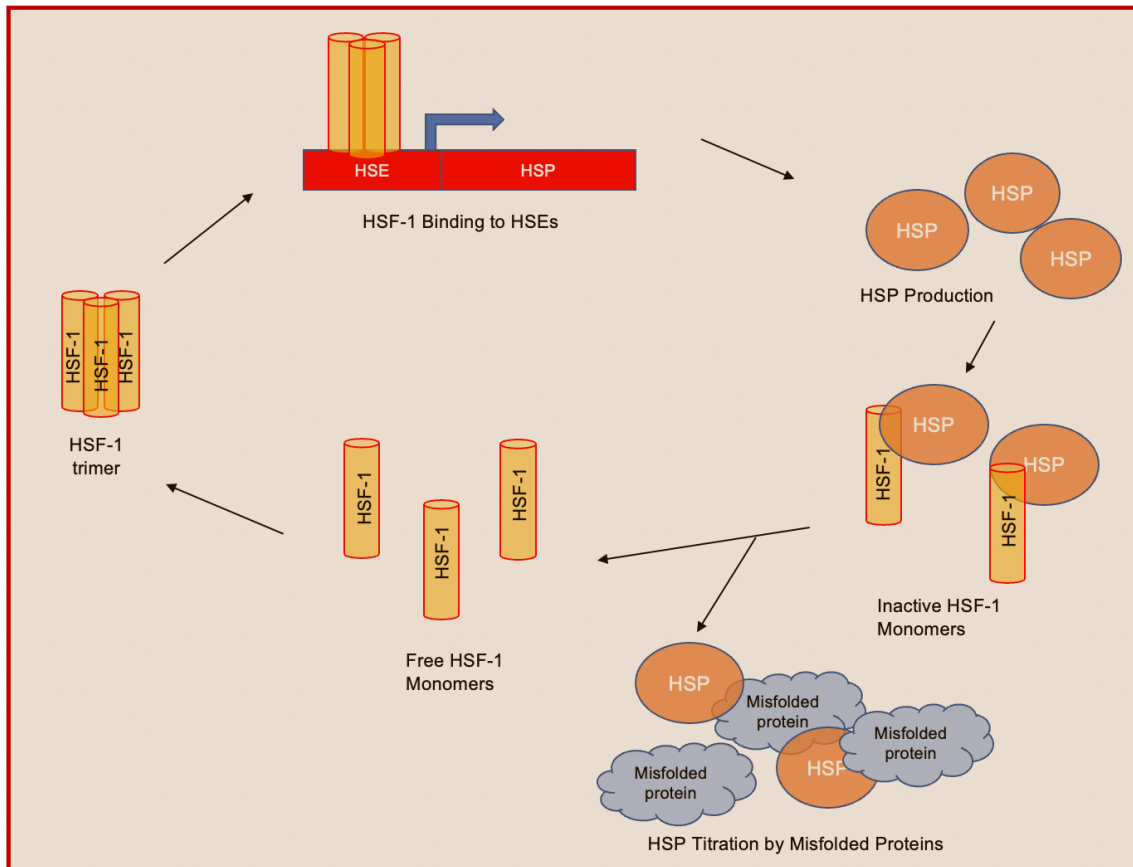 HSE
HSP
HSF-1 Binding to HSEs
HSP
HSP
HSP
HSP Production
HSF-1
HSF-1
HSF-1
HSF-1
trimer
HSP
HSP
HSF-1
HSF-1
Inactive HSF-1
Monomers
HSF-1
HSF-1
HSF-1
Free HSF-1
Monomers
HSP
Misfolded
protein
Misfolded
protein
HSP
Misfolded
protein
HSP Titration by Misfolded Proteins